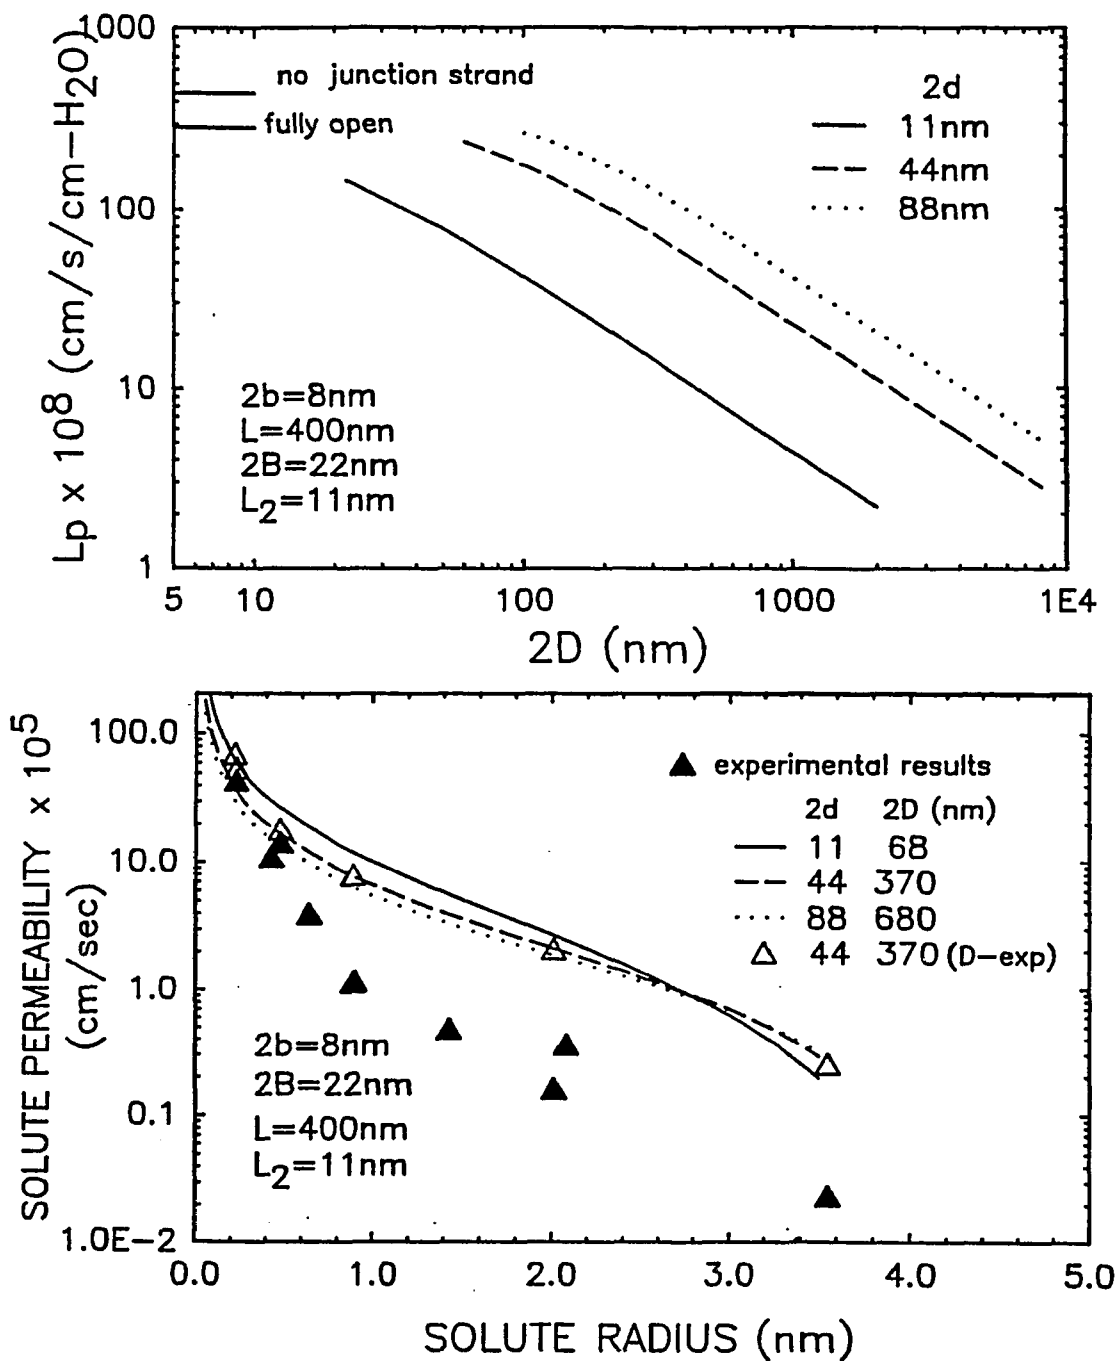 1000
100
10
1
Lp x 10^8 (cm/s/cm-H2O)
no junction strand
fully open
2d
11nm
44nm
88nm
2b=8nm
L=400nm
2B=22nm
L2=11nm
5 10 100 1000 1E4
2D (nm)
100.0
10.0
1.0
0.1
1.0E-2
SOLUTE PERMEABILITY x 10^5
(cm/sec)
experimental results
2d 2D (nm)
11 68
44 370
88 680
44 370 (D-exp)
2b=8nm
2B=22nm
L=400nm
L2=11nm
0.0 1.0 2.0 3.0 4.0 5.0
SOLUTE RADIUS (nm)